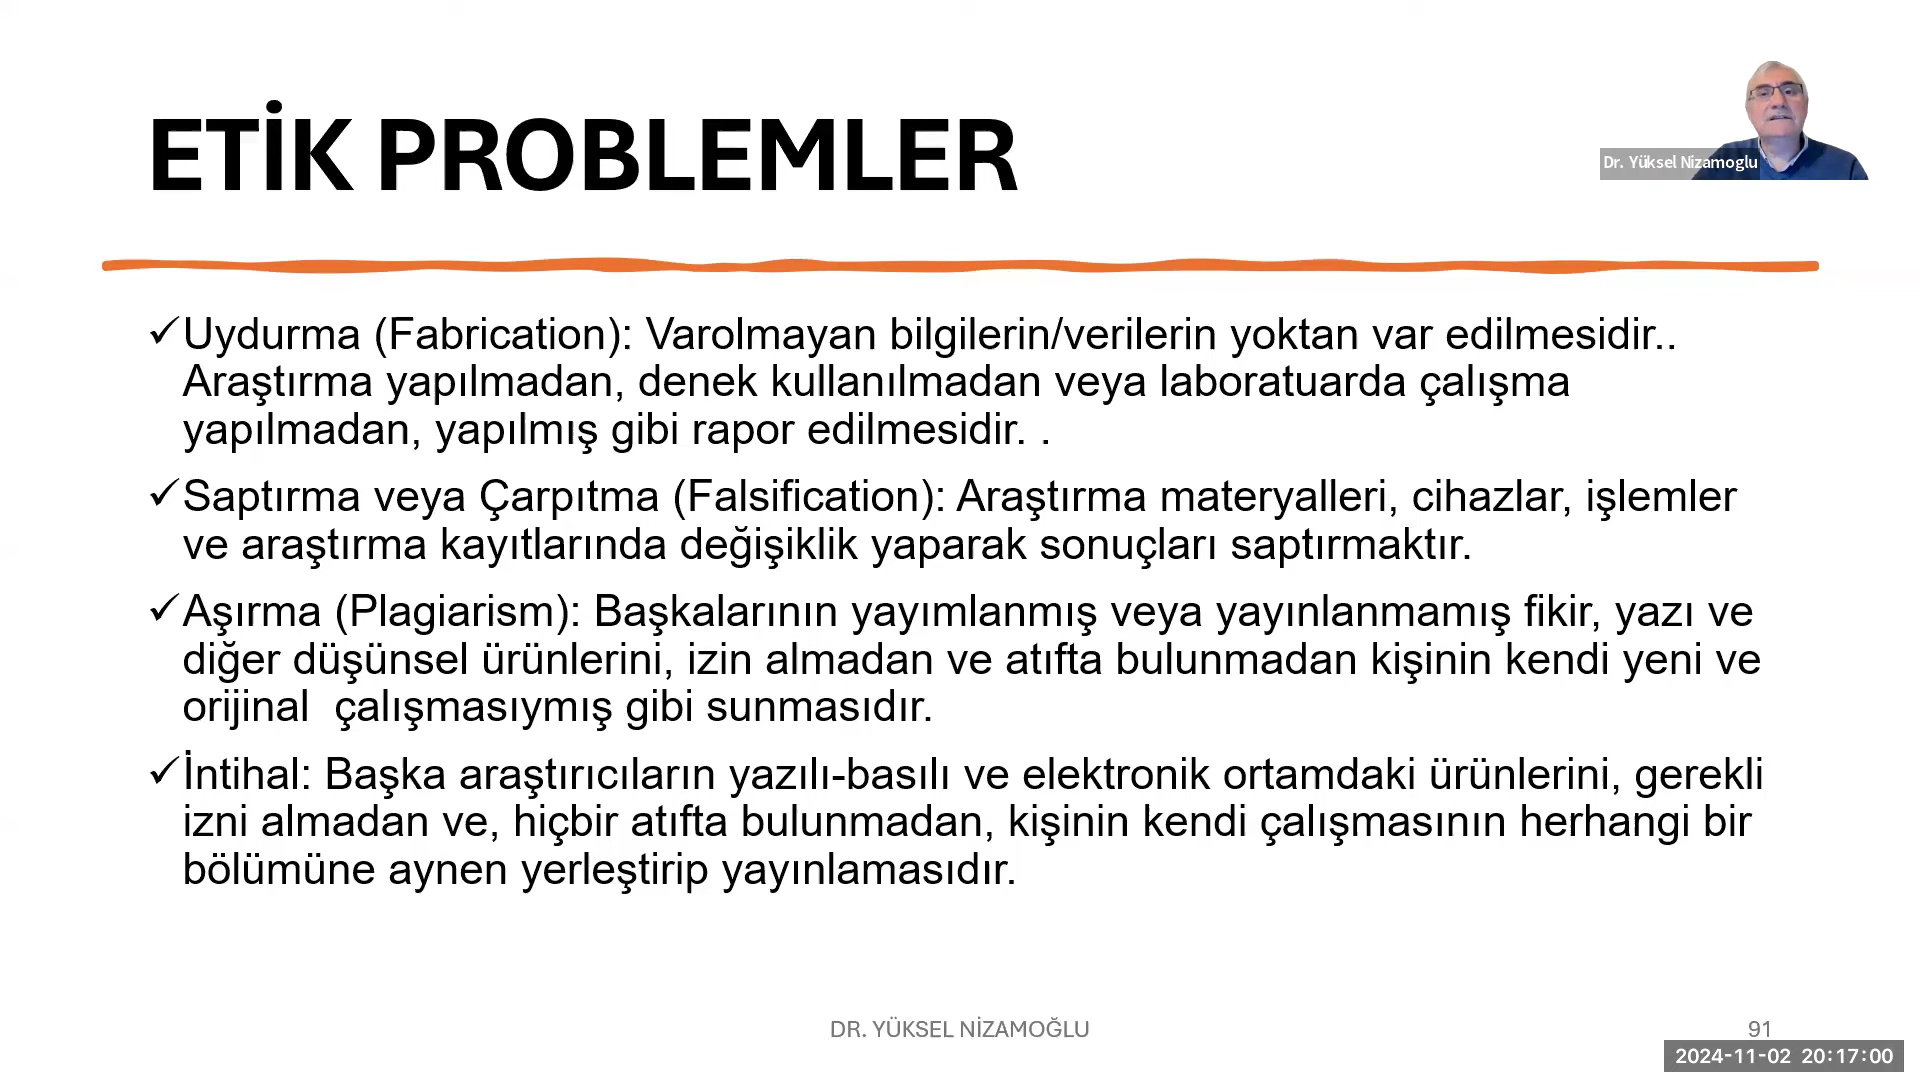 ETİK PROBLEMLER
Dr. Yüksel Nizamoglu
✓Uydurma (Fabrication): Varolmayan bilgilerin/verilerin yoktan var edilmesidir..
Araştırma yapılmadan, denek kullanılmadan veya laboratuarda çalışma
yapılmadan, yapılmış gibi rapor edilmesidir. .
✓Saptırma veya Çarpıtma (Falsification): Araştırma materyalleri, cihazlar, işlemler
ve araştırma kayıtlarında değişiklik yaparak sonuçları saptırmaktır.
✓Aşırma (Plagiarism): Başkalarının yayımlanmış veya yayınlanmamış fikir, yazı ve
diğer düşünsel ürünlerini, izin almadan ve atıfta bulunmadan kişinin kendi yeni ve
orijinal  çalışmasıymış gibi sunmasıdır.
✓İntihal: Başka araştırıcıların yazılı-basılı ve elektronik ortamdaki ürünlerini, gerekli
izni almadan ve, hiçbir atıfta bulunmadan, kişinin kendi çalışmasının herhangi bir
bölümüne aynen yerleştirip yayınlamasıdır.
DR. YÜKSEL NİZAMOĞLU
91
2024-11-02 20:17:00